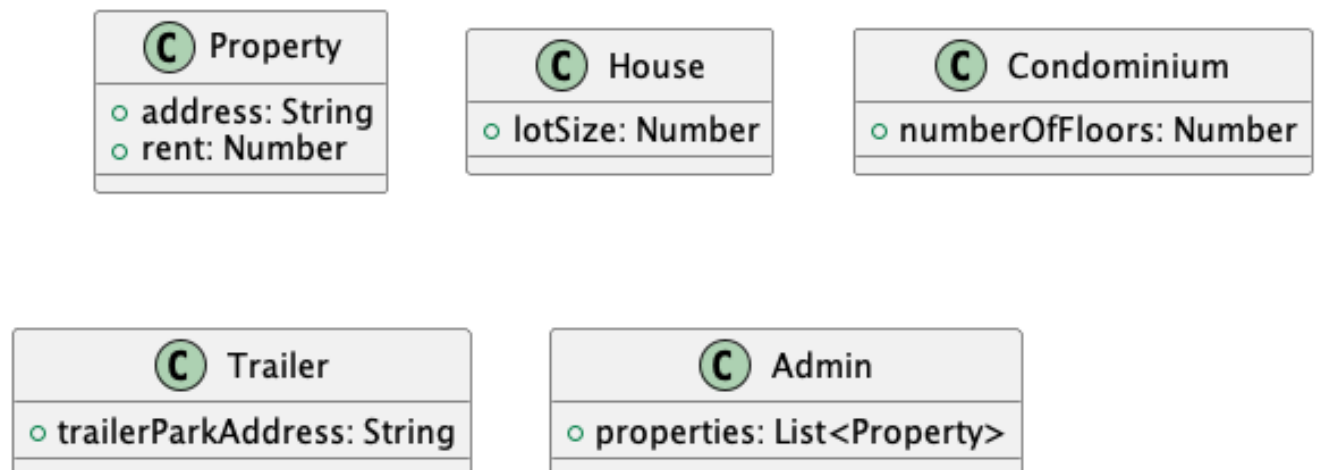 C Property
address: String
rent: Number
C House
lotSize: Number
C Condominium
numberOfFloors: Number
C Trailer
trailerParkAddress: String
C Admin
properties: List<Property>